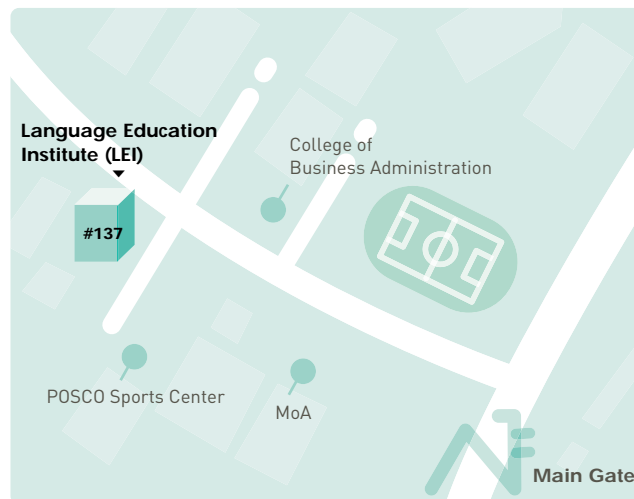 Language Education
Institute (LEI)
College of
Business Administration
#137
POSCO Sports Center
MoA
Main Gate